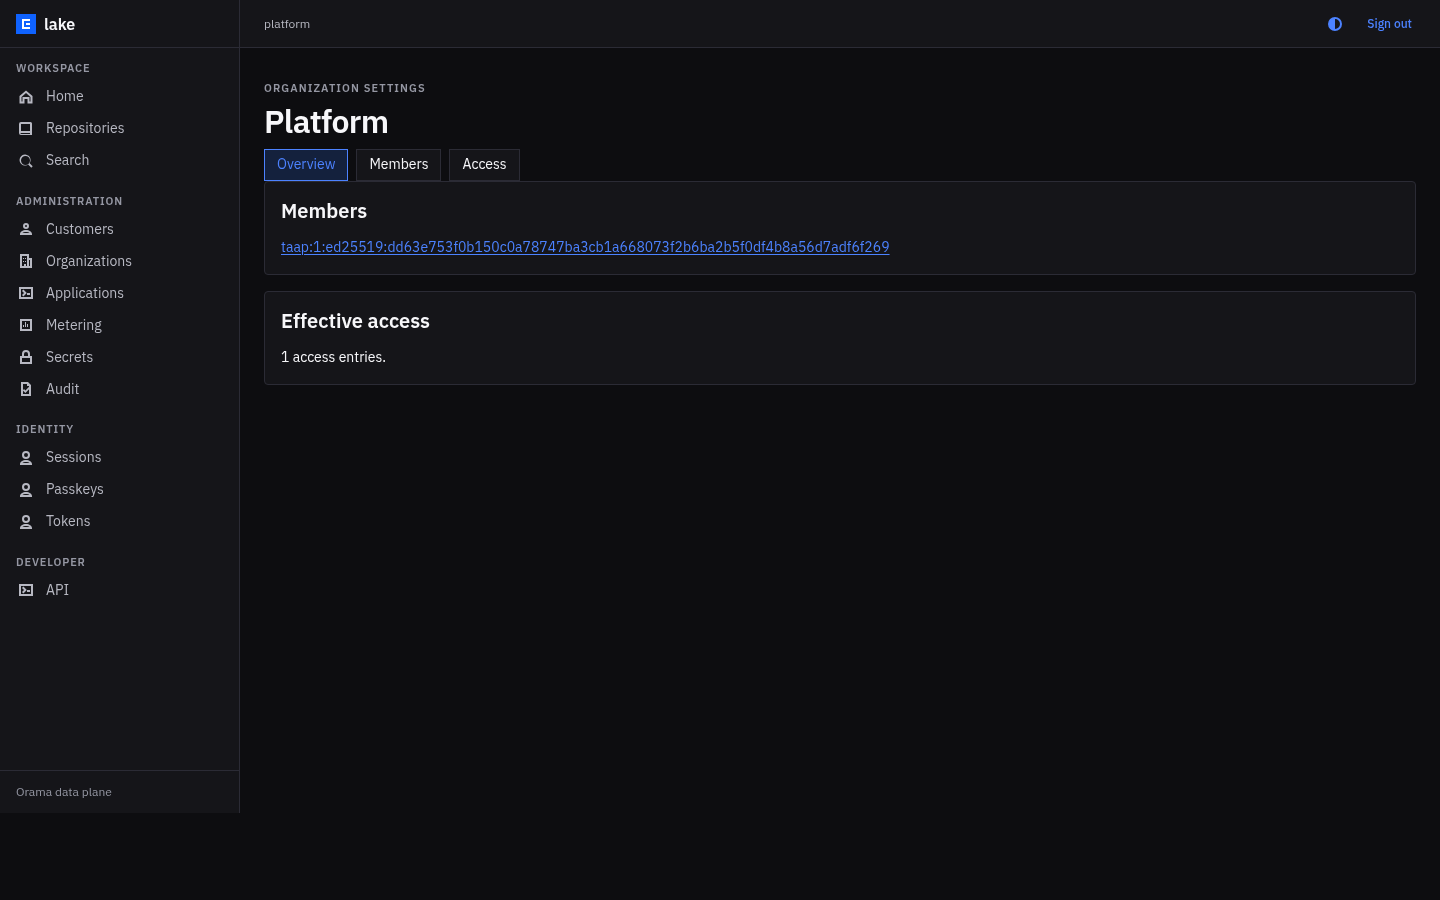 lake
platform
Sign out
WORKSPACE
Home
Repositories
Search
ADMINISTRATION
Customers
Organizations
Applications
Metering
Secrets
Audit
IDENTITY
Sessions
Passkeys
Tokens
DEVELOPER
API
Orama data plane
ORGANIZATION SETTINGS
Platform
Overview Members Access
Members
taap:1:ed25519:dd63e753f0b150c0a78747ba3cb1a668073f2b6ba2b5f0df4b8a56d7adf6f269
Effective access
1 access entries.